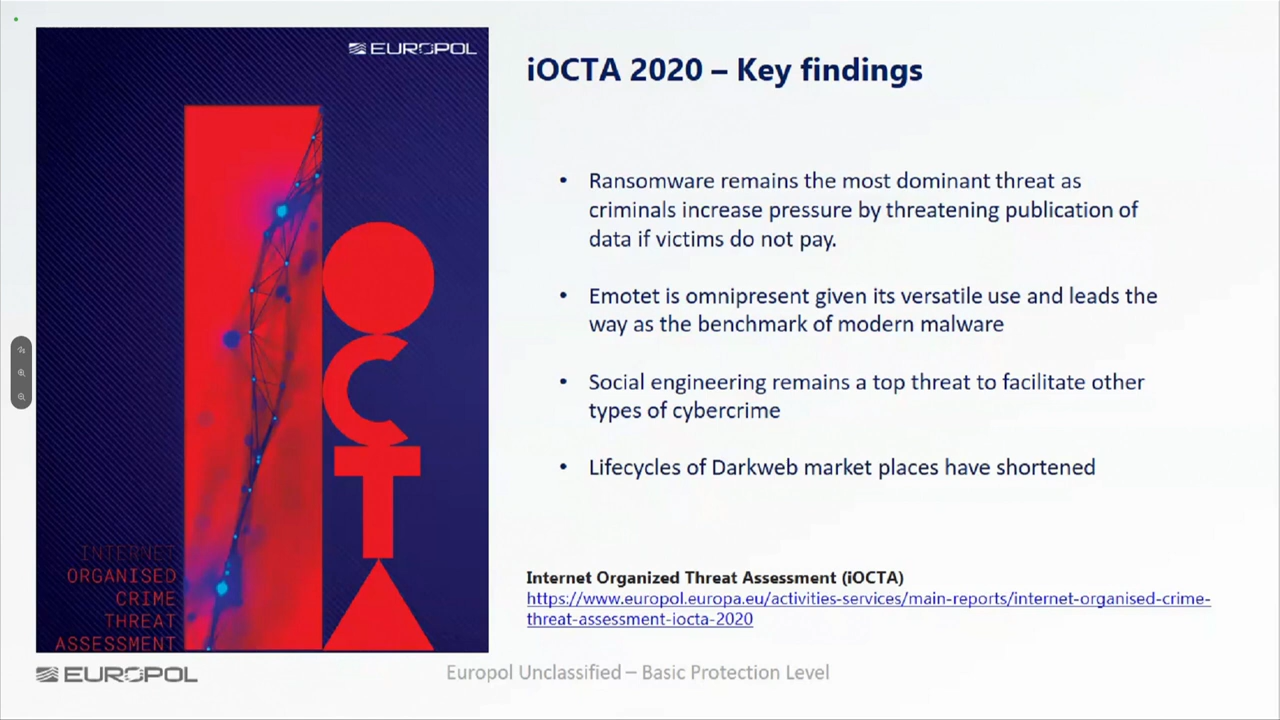 EUROPOL
OCTA
INTERNET
ORGANISED
CRIME
THREAT
ASSESSMENT
EUROPOL
iOCTA 2020 – Key findings
• Ransomware remains the most dominant threat as
criminals increase pressure by threatening publication of
data if victims do not pay.
• Emotet is omnipresent given its versatile use and leads the
way as the benchmark of modern malware
• Social engineering remains a top threat to facilitate other
types of cybercrime
• Lifecycles of Darkweb market places have shortened
Internet Organized Threat Assessment (iOCTA)
https://www.europol.europa.eu/activities-services/main-reports/internet-organised-crime-
threat-assessment-iocta-2020
Europol Unclassified – Basic Protection Level